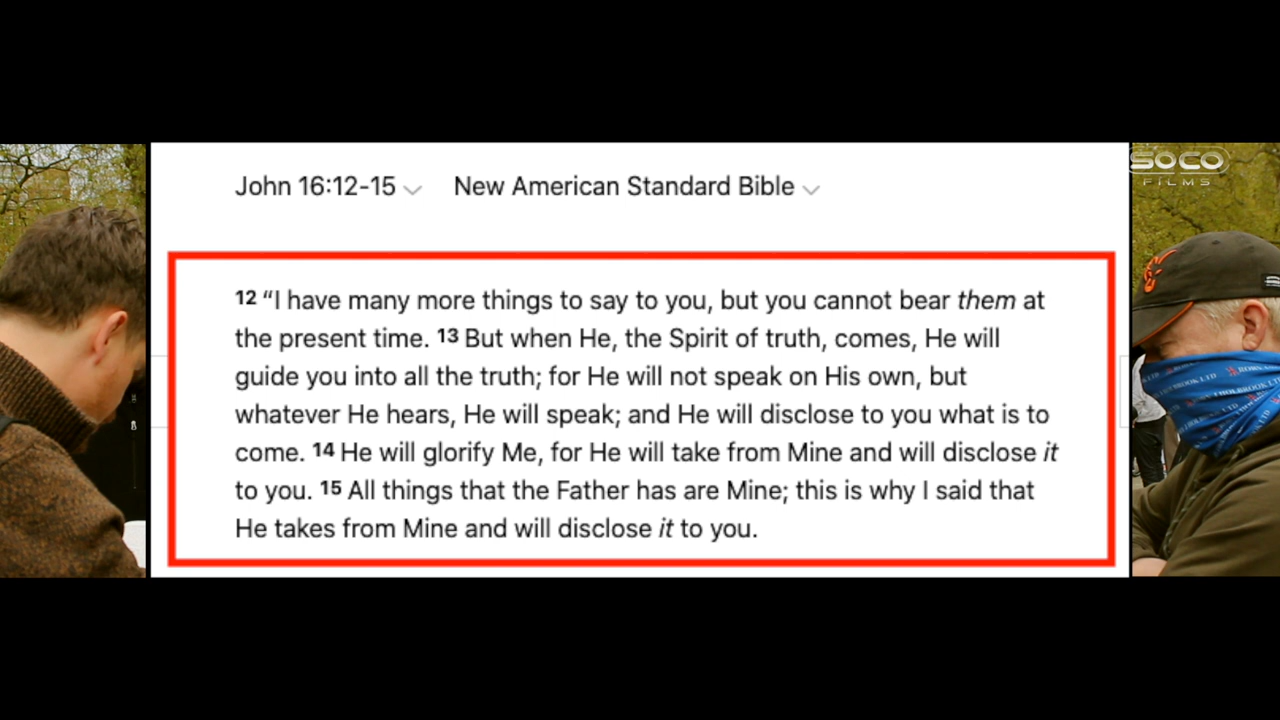 SOCO
FILMS
John 16:12-15 New American Standard Bible
12 “I have many more things to say to you, but you cannot bear them at
the present time. 13 But when He, the Spirit of truth, comes, He will
guide you into all the truth; for He will not speak on His own, but
whatever He hears, He will speak; and He will disclose to you what is to
come. 14 He will glorify Me, for He will take from Mine and will disclose it
to you. 15 All things that the Father has are Mine; this is why I said that
He takes from Mine and will disclose it to you.